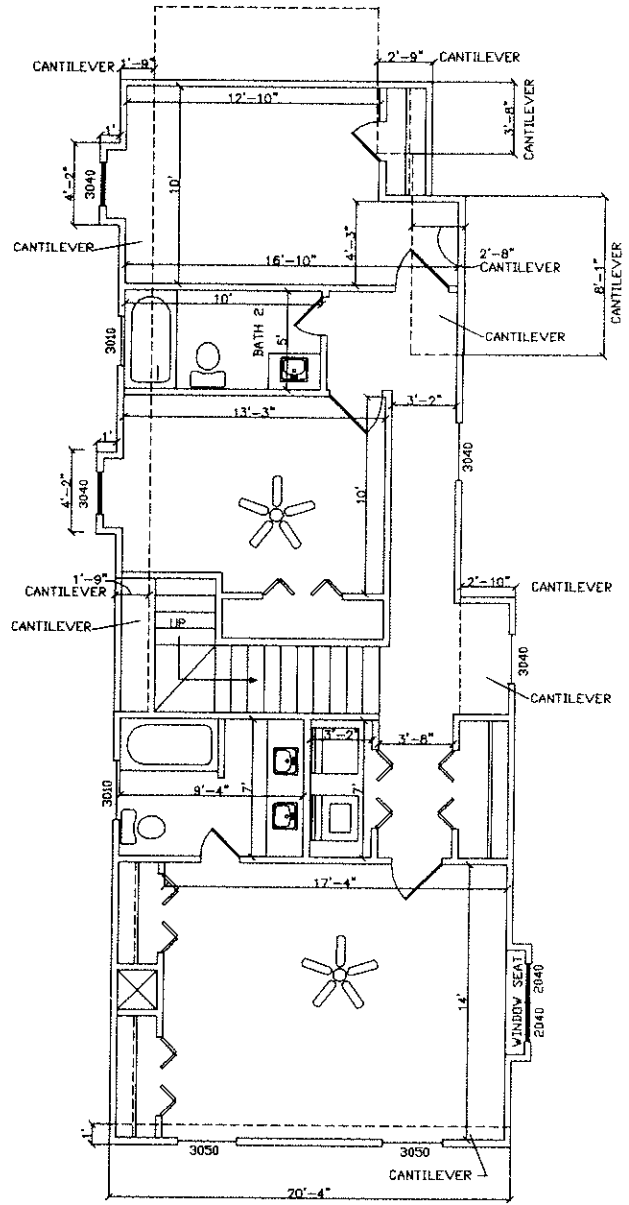 CANTILEVER
1'-9"
2'-9"
CANTILEVER
12'-10"
3'-8"
CANTILEVER
1'
4'-2"
3040
10'
CANTILEVER
4'-3"
2'-8"
CANTILEVER
8'-1"
CANTILEVER
16'-10"
10'
3010
BATH 2
5'
CANTILEVER
13'-3"
3'-2"
1'
4'-2"
3040
3040
10'
1'-9"
CANTILEVER
2'-10"
CANTILEVER
CANTILEVER
UP
3040
CANTILEVER
3'-2"
3'-8"
3010
9'-4"
7'
7'
17'-4"
14'
WINDOW SEAT
2040
2040
1'
3050
3050
CANTILEVER
20'-4"